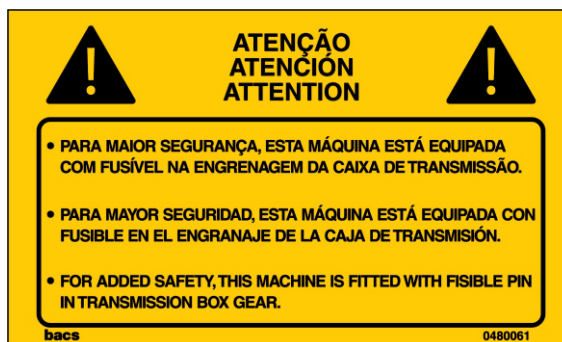 ATENÇÃO
ATENCIÓN
ATTENTION
• PARA MAIOR SEGURANÇA, ESTA MÁQUINA ESTÁ EQUIPADA
COM FUSÍVEL NA ENGRENAGEM DA CAIXA DE TRANSMISSÃO.
• PARA MAYOR SEGURIDAD, ESTA MÁQUINA ESTÁ EQUIPADA CON
FUSIBLE EN EL ENGRANAJE DE LA CAJA DE TRANSMISIÓN.
• FOR ADDED SAFETY, THIS MACHINE IS FITTED WITH FISIBLE PIN
IN TRANSMISSION BOX GEAR.
bacs 0480061